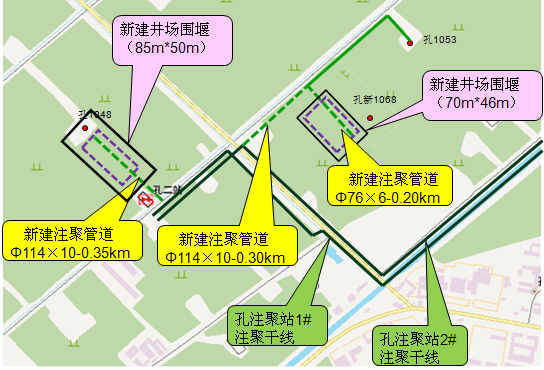 新建井场围堰
（85m*50m）
孔1053
新建井场围堰
（70m*46m）
孔新1068
孔1048
孔二站
新建注聚管道
Φ76×6-0.20km
新建注聚管道
Φ114×10-0.35km
新建注聚管道
Φ114×10-0.30km
孔注聚站1#
注聚干线
孔注聚站2#
注聚干线